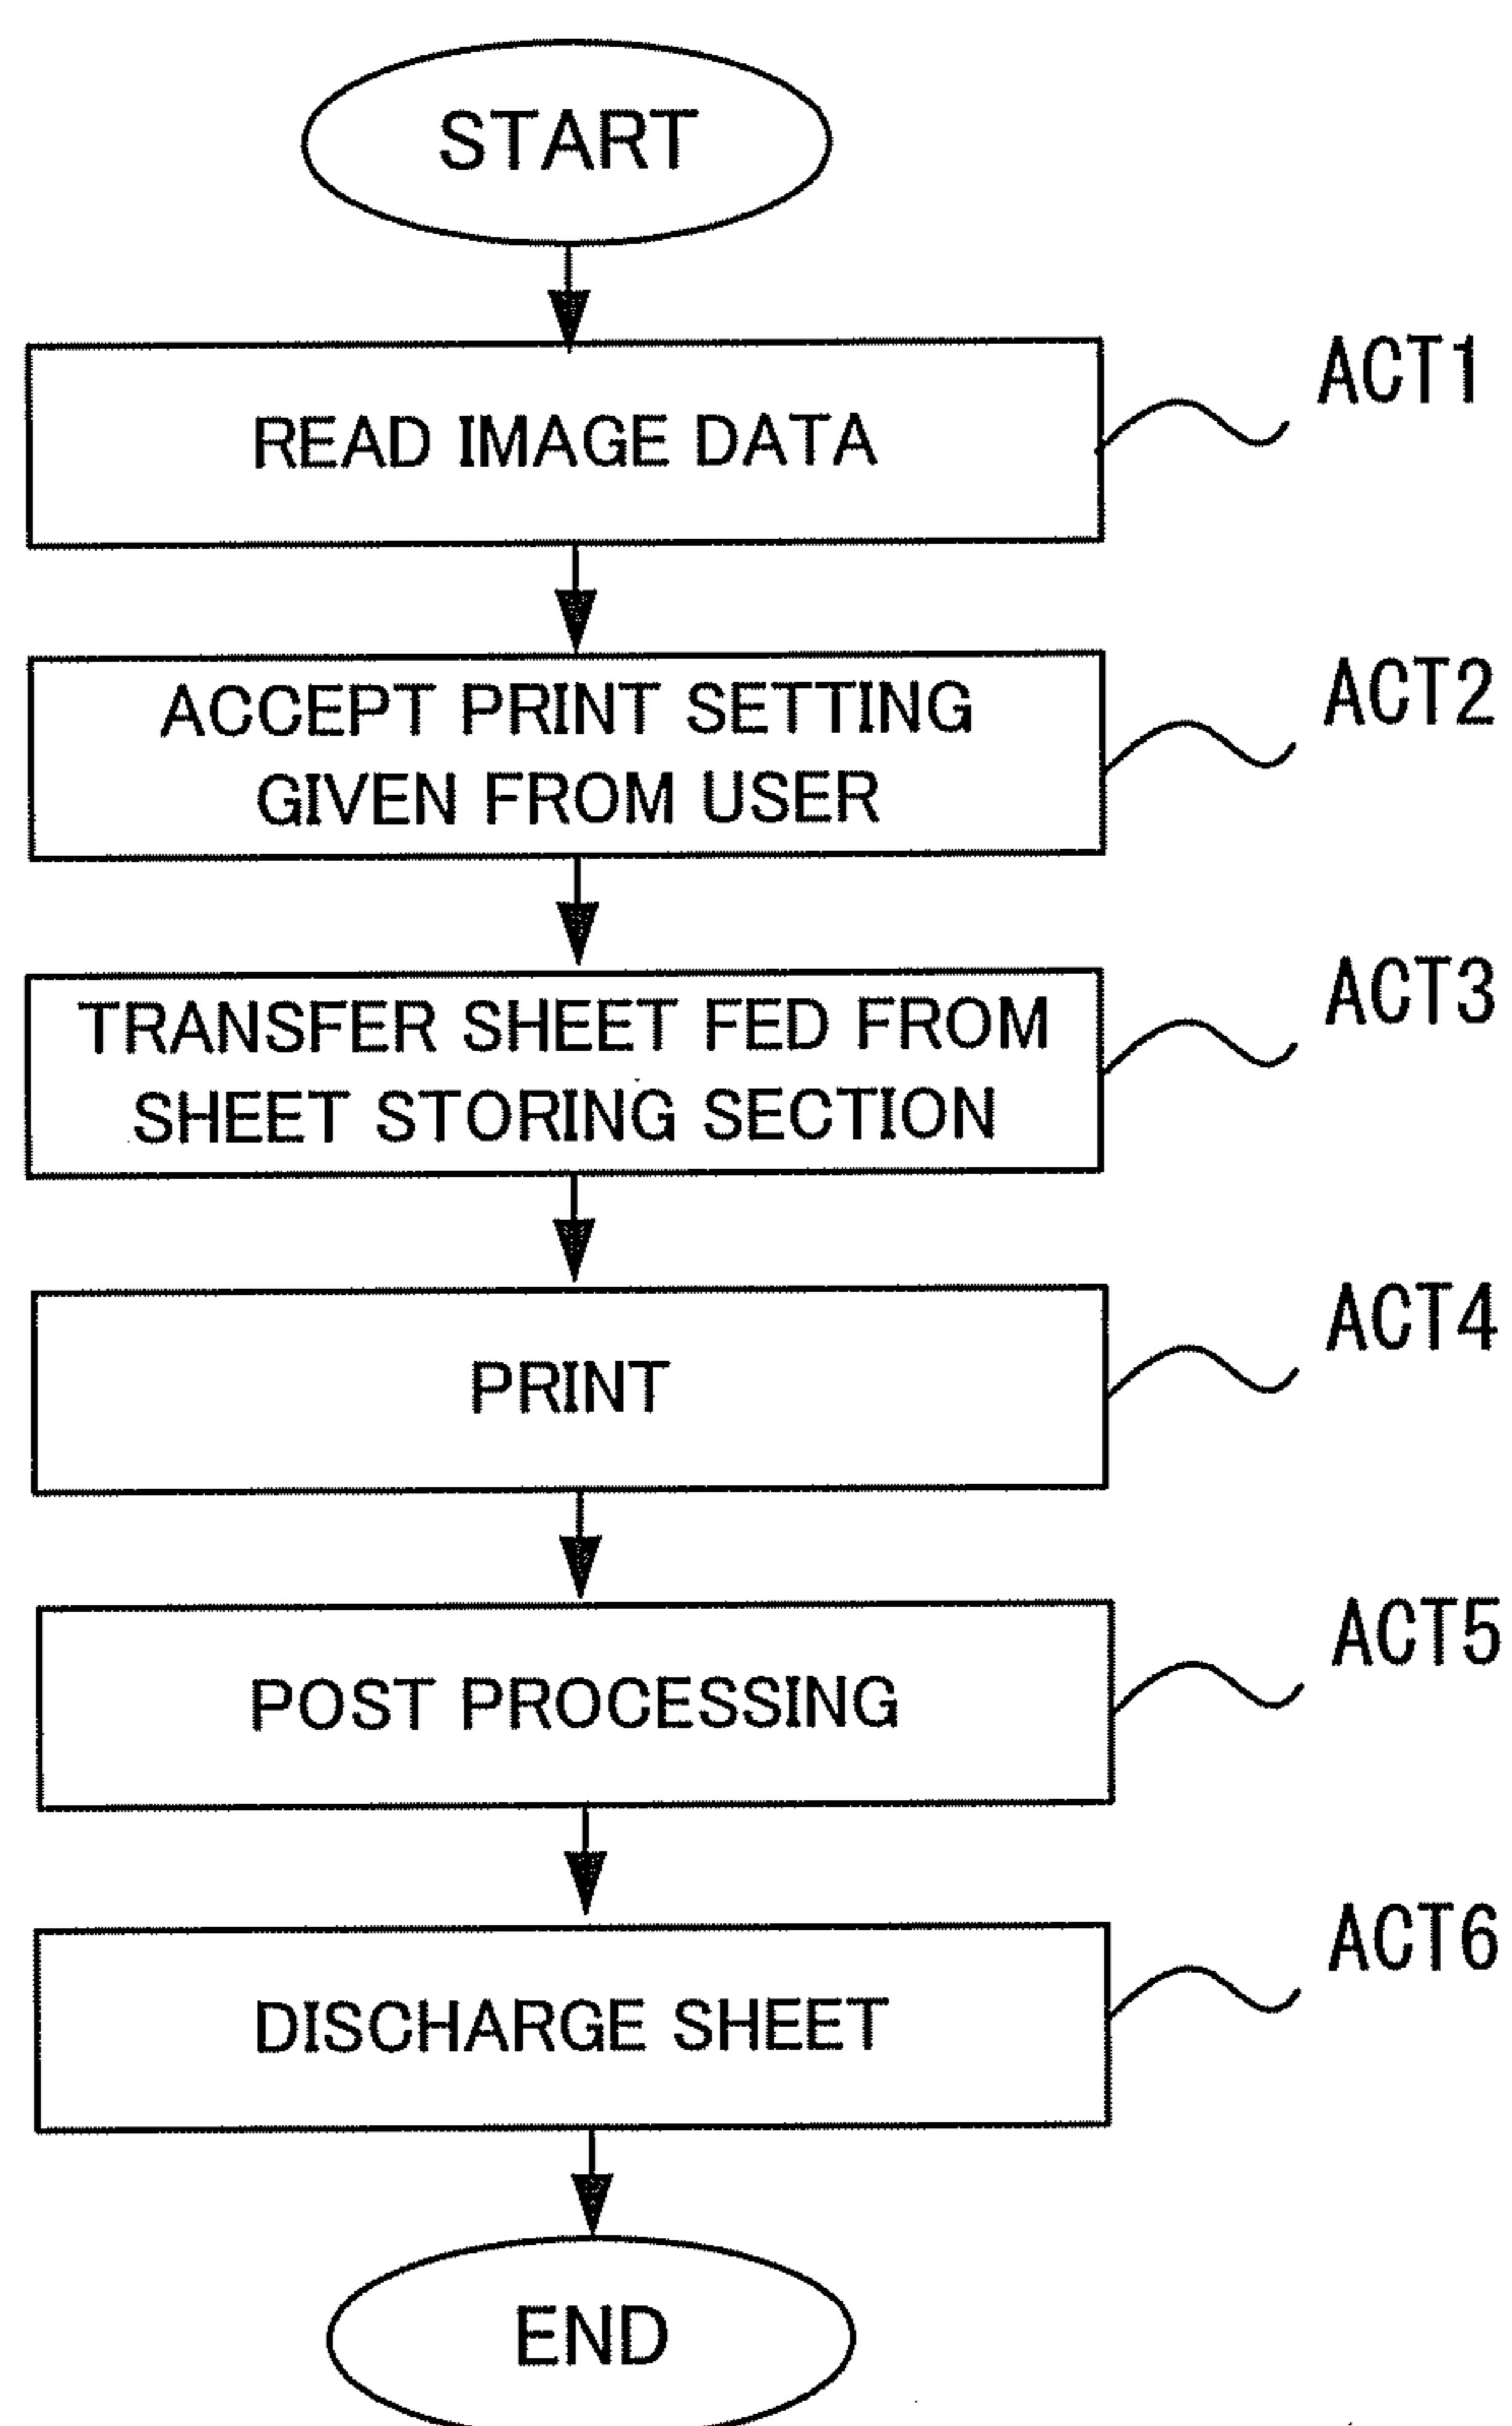 START
READ IMAGE DATA
ACT1
ACCEPT PRINT SETTING
GIVEN FROM USER
ACT2
TRANSFER SHEET FED FROM
SHEET STORING SECTION
ACT3
PRINT
ACT4
POST PROCESSING
ACT5
DISCHARGE SHEET
ACT6
END